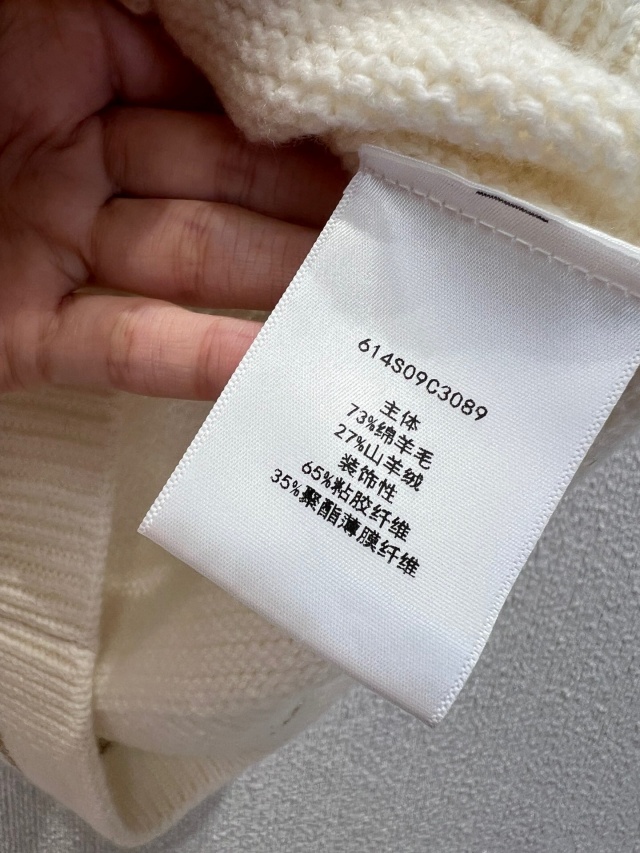 614S09C3089
主体
73%绵羊毛
27%山羊绒
装饰性
65%粘胶纤维
35%聚酯薄膜纤维